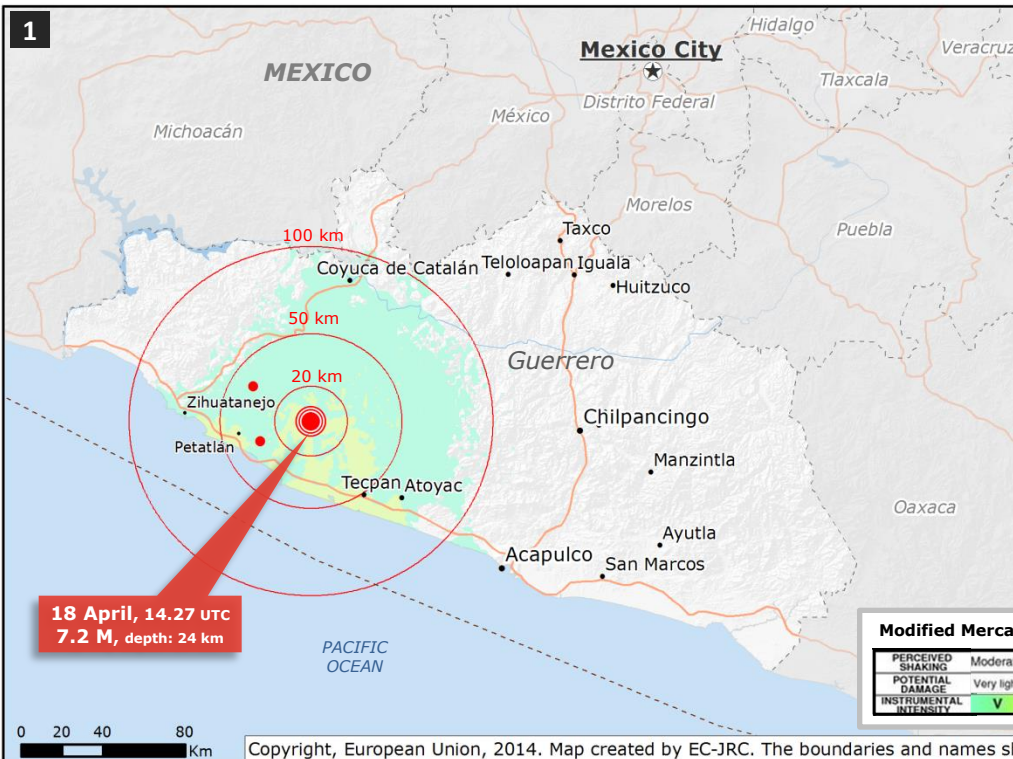 1
Hidalgo
Mexico City
Veracruz
MEXICO
Tlaxcala
Distrito Federal
México
Michoacán
Morelos
Puebla
Taxco
100 km
Coyuca de Catalán
Teloloapan
Iguala
Huitzuco
50 km
Guerrero
20 km
Zihuatanejo
Chilpancingo
Petatlán
Manzintla
Tecpan
Atoyac
Oaxaca
Ayutla
Acapulco
San Marcos
18 April, 14.27 UTC
7.2 M, depth: 24 km
PACIFIC
OCEAN
Modified Merca
PERCEIVED SHAKING Modera
POTENTIAL DAMAGE Very ligh
INSTRUMENTAL INTENSITY V
0 20 40 80
Km
Copyright, European Union, 2014. Map created by EC-JRC. The boundaries and names sh